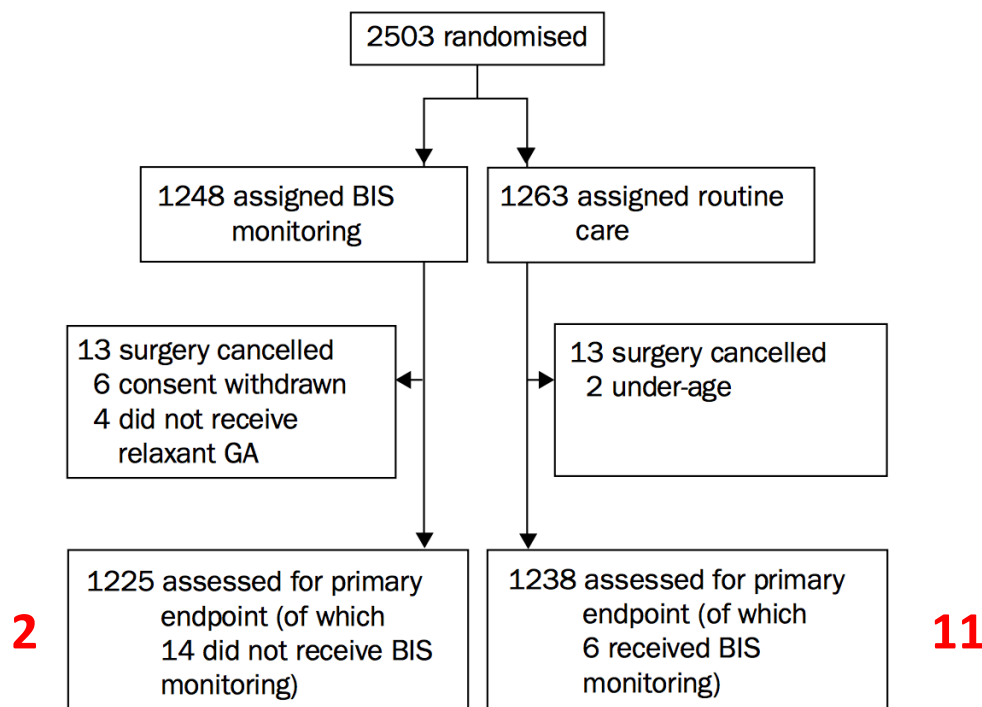 2503 randomised
1248 assigned BIS
monitoring
1263 assigned routine
care
13 surgery cancelled
6 consent withdrawn
4 did not receive
relaxant GA
13 surgery cancelled
2 under-age
2
1225 assessed for primary
endpoint (of which
14 did not receive BIS
monitoring)
1238 assessed for primary
endpoint (of which
6 received BIS
monitoring)
11